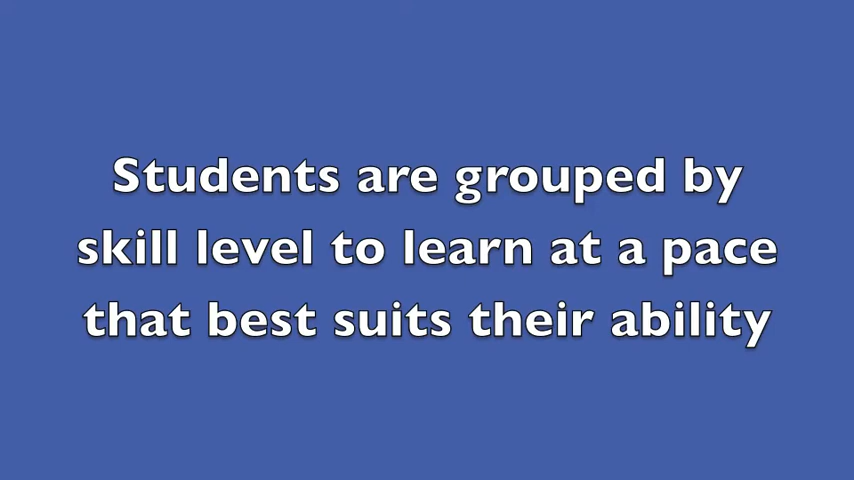 Students are grouped by
skill level to learn at a pace
that best suits their ability